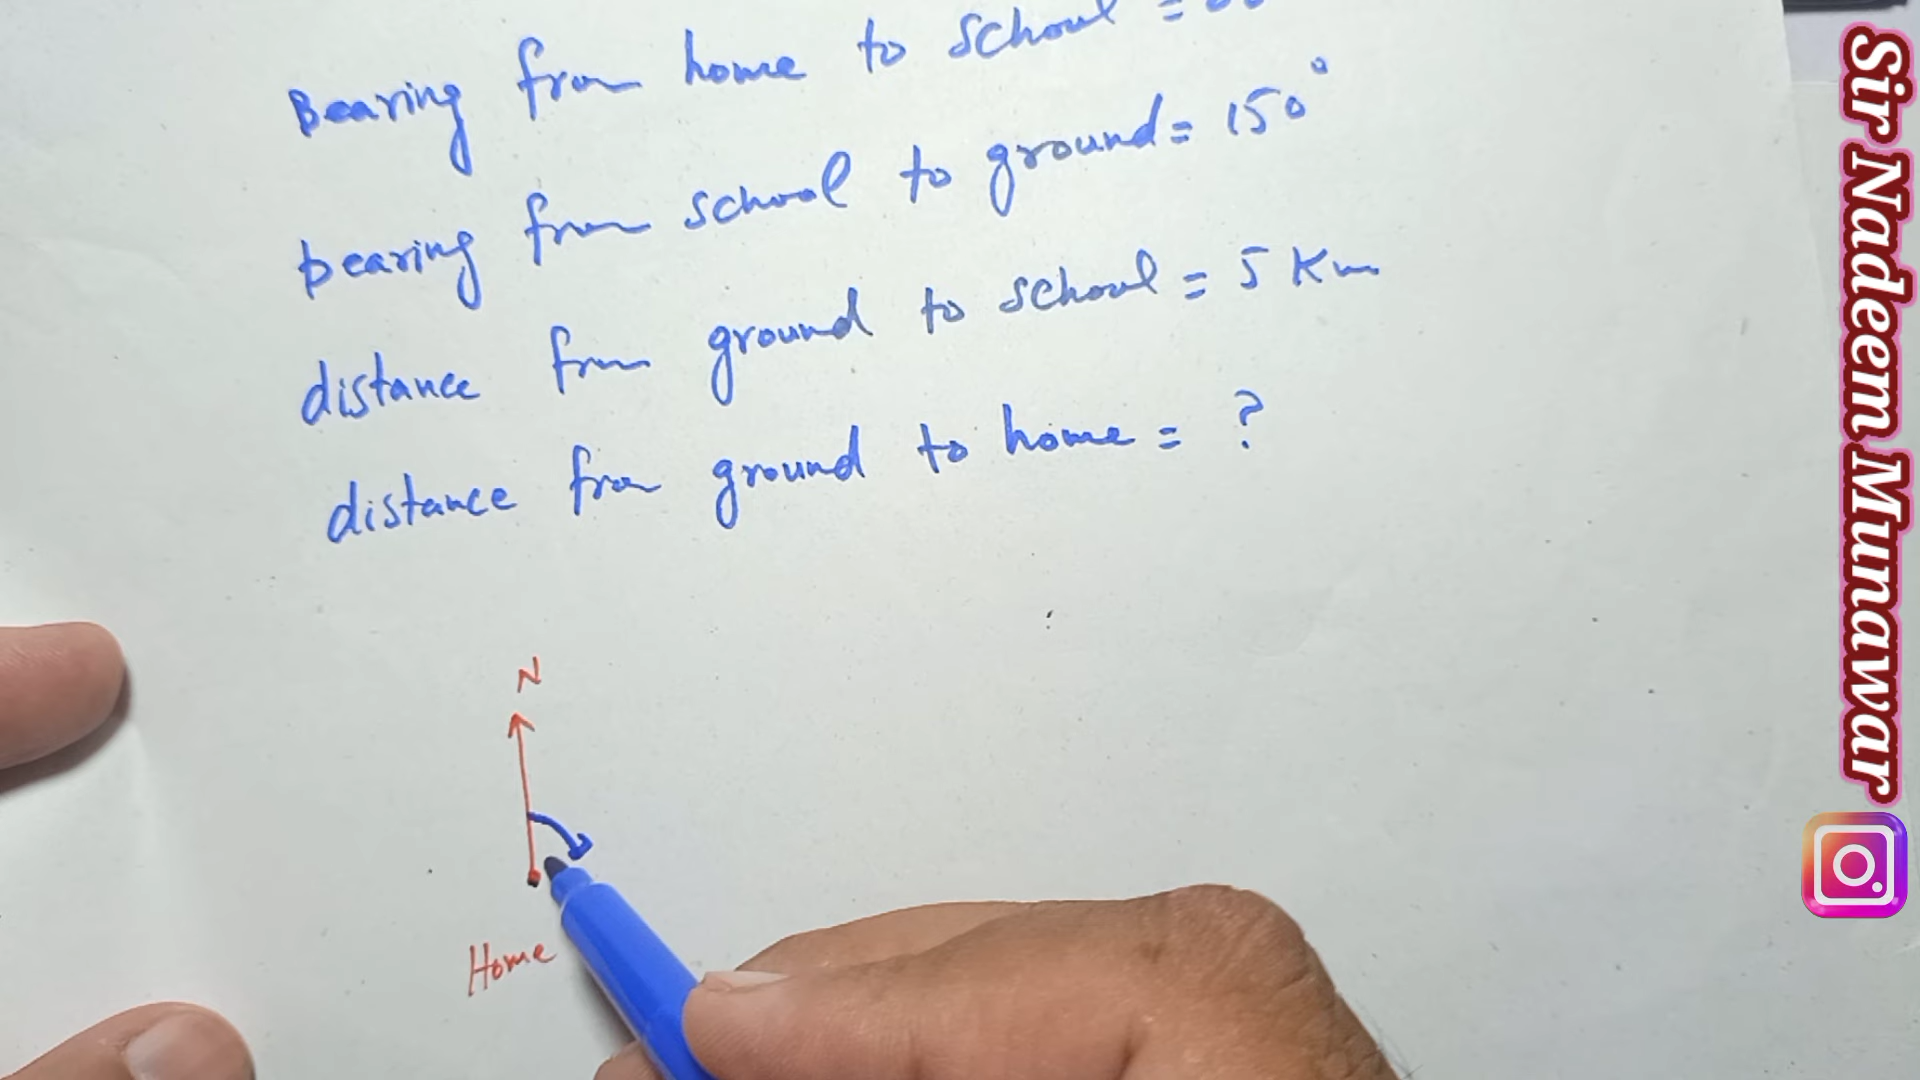 Bearing from home to school =
bearing from school to ground = 150°
distance from ground to school = 5 Km
distance from ground to home = ?
N
Home
Sir Nadeem Munawar